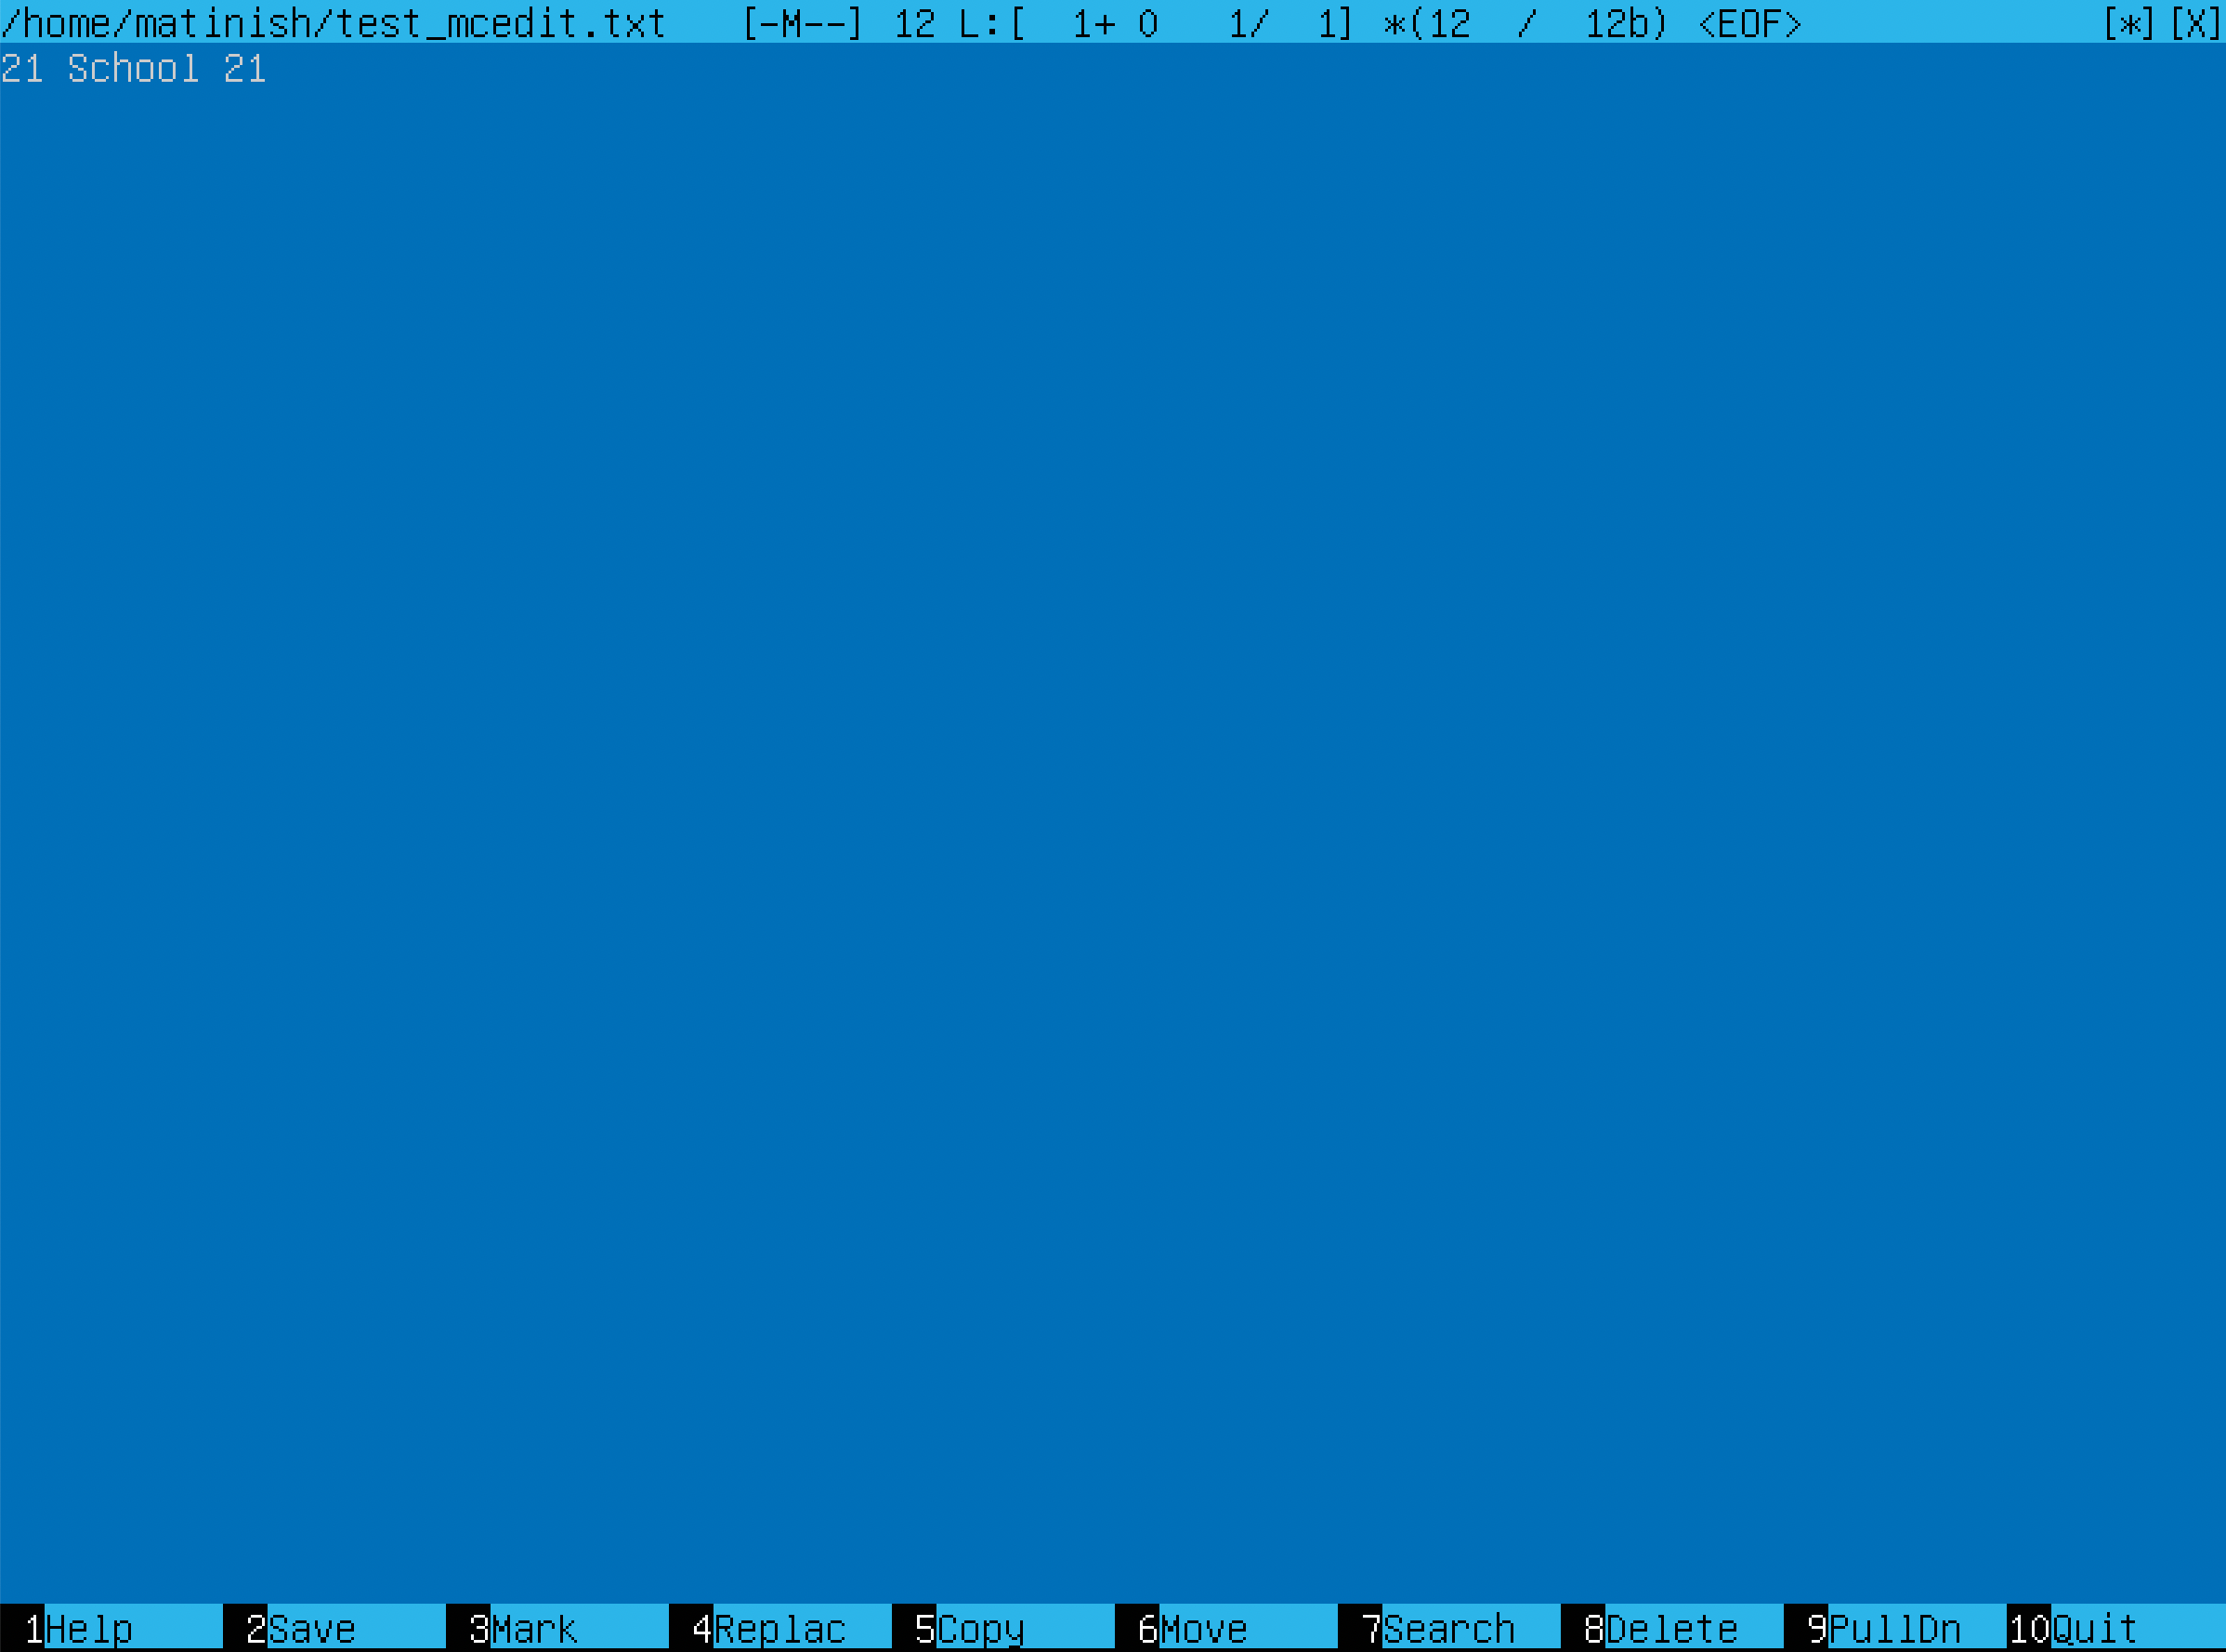 /home/matinish/test_mcedit.txt   [-M--] 12 L:[  1+ 0   1/  1] *(12  /  12b) <EOF>   [*][X]
21 School 21
1Help 2Save 3Mark 4Replac 5Copy 6Move 7Search 8Delete 9PullDn 10Quit